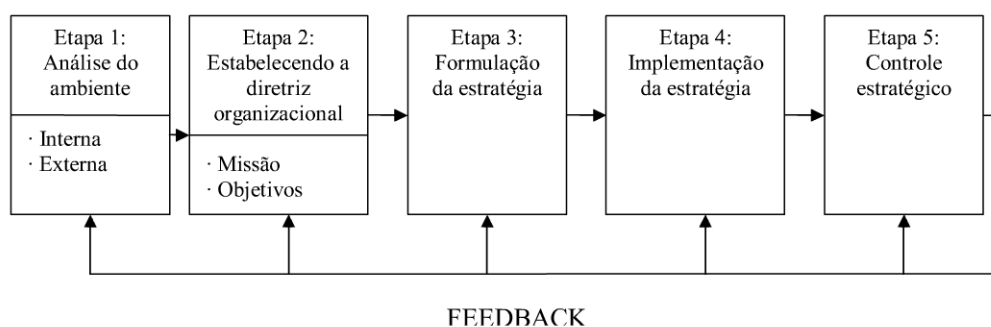 Etapa 1:
Análise do
ambiente
· Interna
· Externa
Etapa 2:
Estabelecendo a
diretriz
organizacional
· Missão
· Objetivos
Etapa 3:
Formulação
da estratégia
Etapa 4:
Implementação
da estratégia
Etapa 5:
Controle
estratégico
FEEDBACK